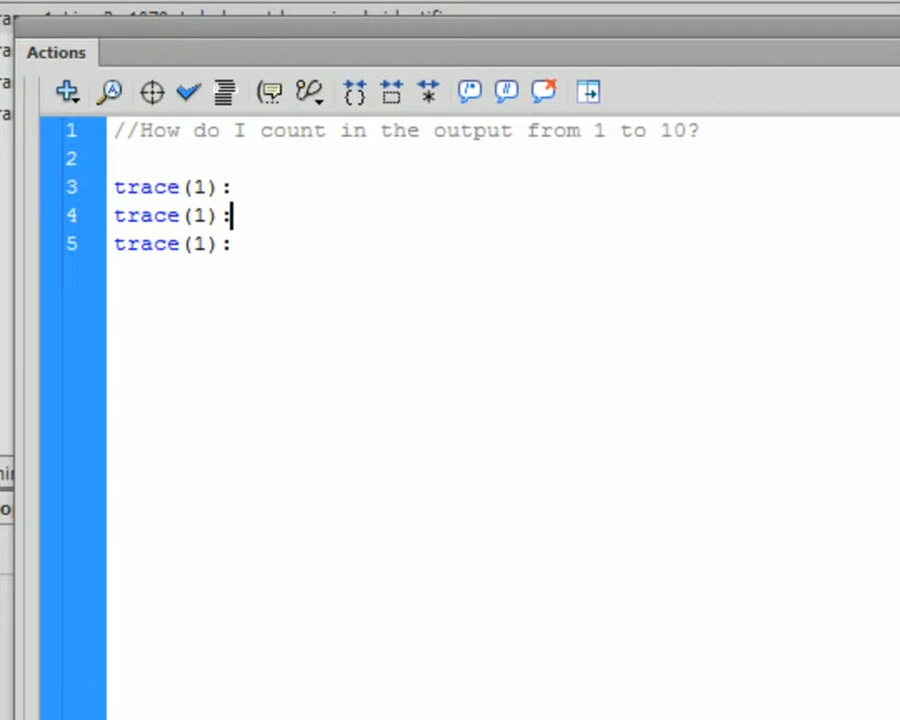 Actions
1 //How do I count in the output from 1 to 10?
2
3 trace(1):
4 trace(1):
5 trace(1):